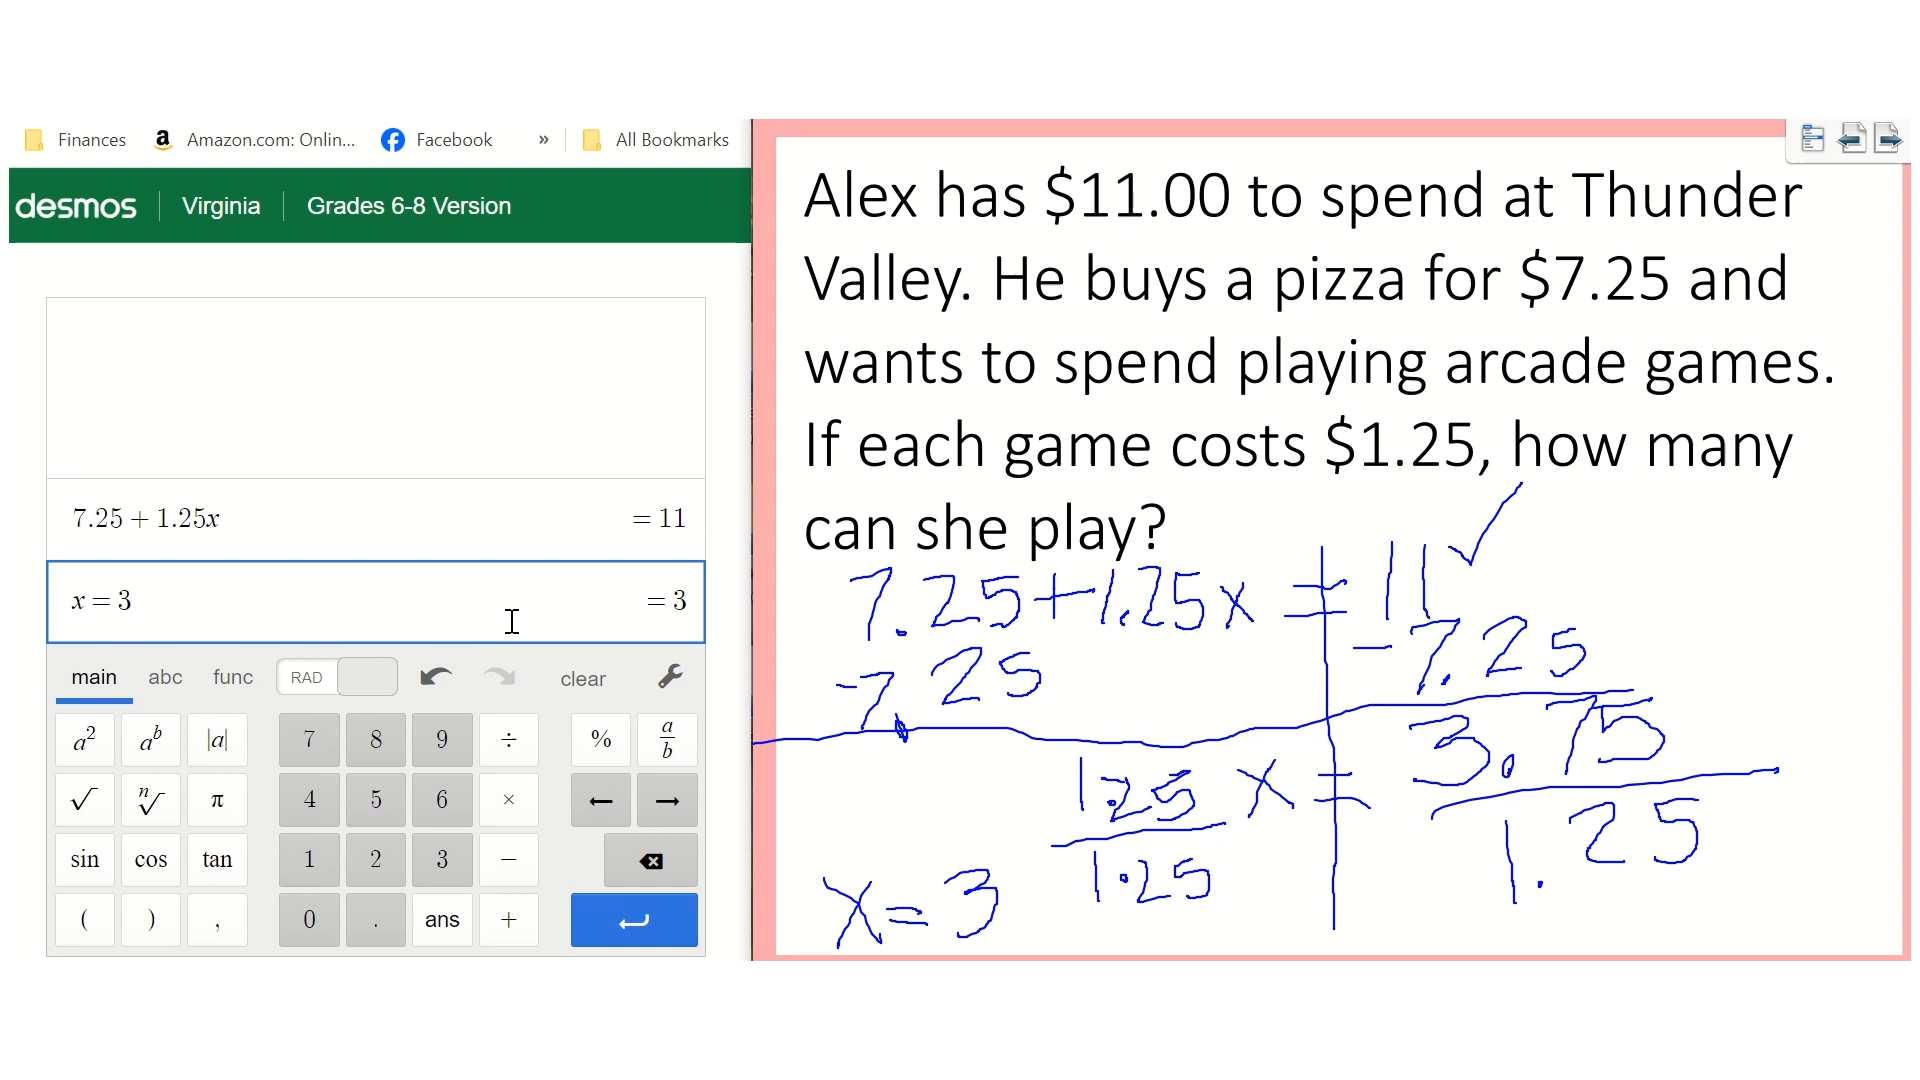 Finances Amazon.com: Onlin... Facebook » All Bookmarks
desmos Virginia Grades 6-8 Version
7.25 + 1.25x = 11
x = 3 = 3
main abc func RAD clear
a² aᵇ |a| 7 8 9 ÷ % a/b
√ ⁿ√ π 4 5 6 × ← →
sin cos tan 1 2 3 −
( ) , 0 . ans +
Alex has $11.00 to spend at Thunder
Valley. He buys a pizza for $7.25 and
wants to spend playing arcade games.
If each game costs $1.25, how many
can she play?
7.25+1.25x = 11 ✓
-7.25 -7.25
1.25 x = 3.75
1.25 1.25
x = 3